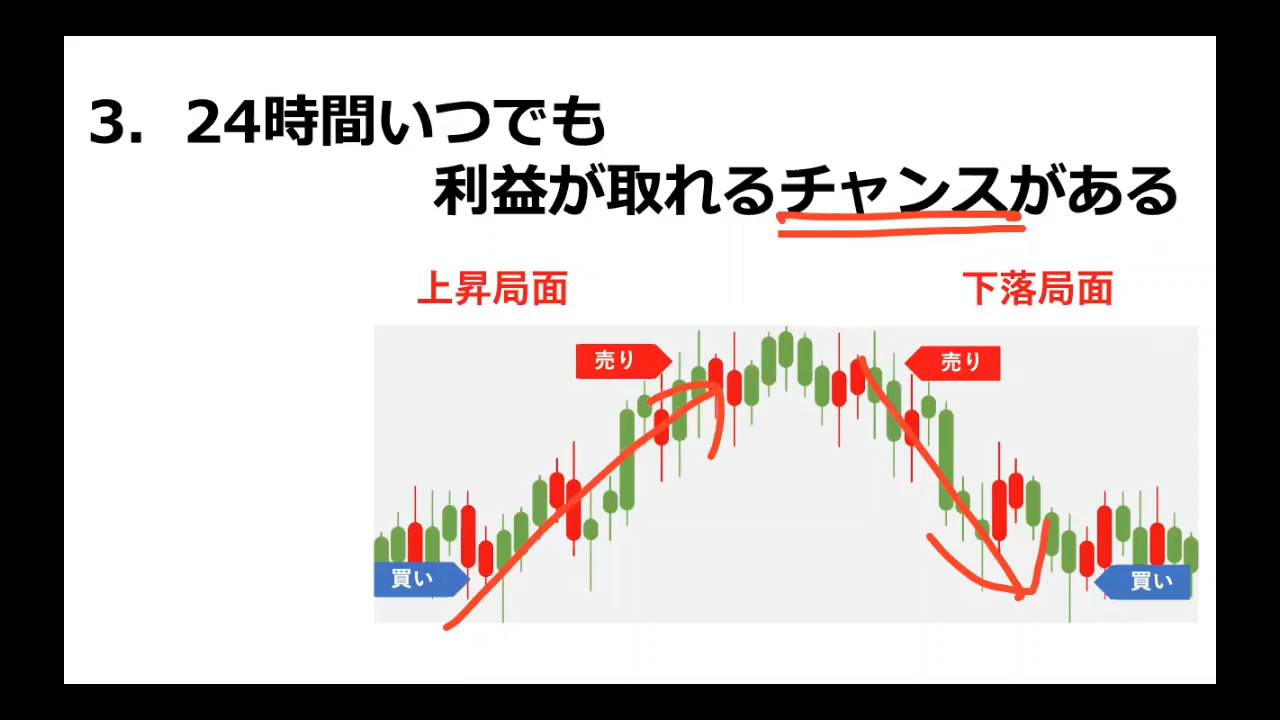 3. 24時間いつでも
利益が取れるチャンスがある
上昇局面
下落局面
売り
売り
買い
買い